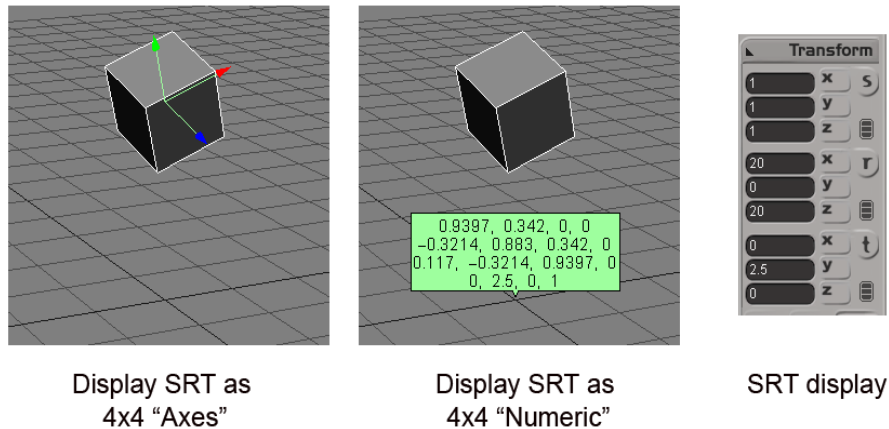 Transform
1 x s
1 y
1 z
20 x r
0 y
20 z
0 x t
2.5 y
0 z
0.9397, 0.342, 0, 0
-0.3214, 0.883, 0.342, 0
0.117, -0.3214, 0.9397, 0
0, 2.5, 0, 1
Display SRT as
4x4 “Axes”
Display SRT as
4x4 “Numeric”
SRT display